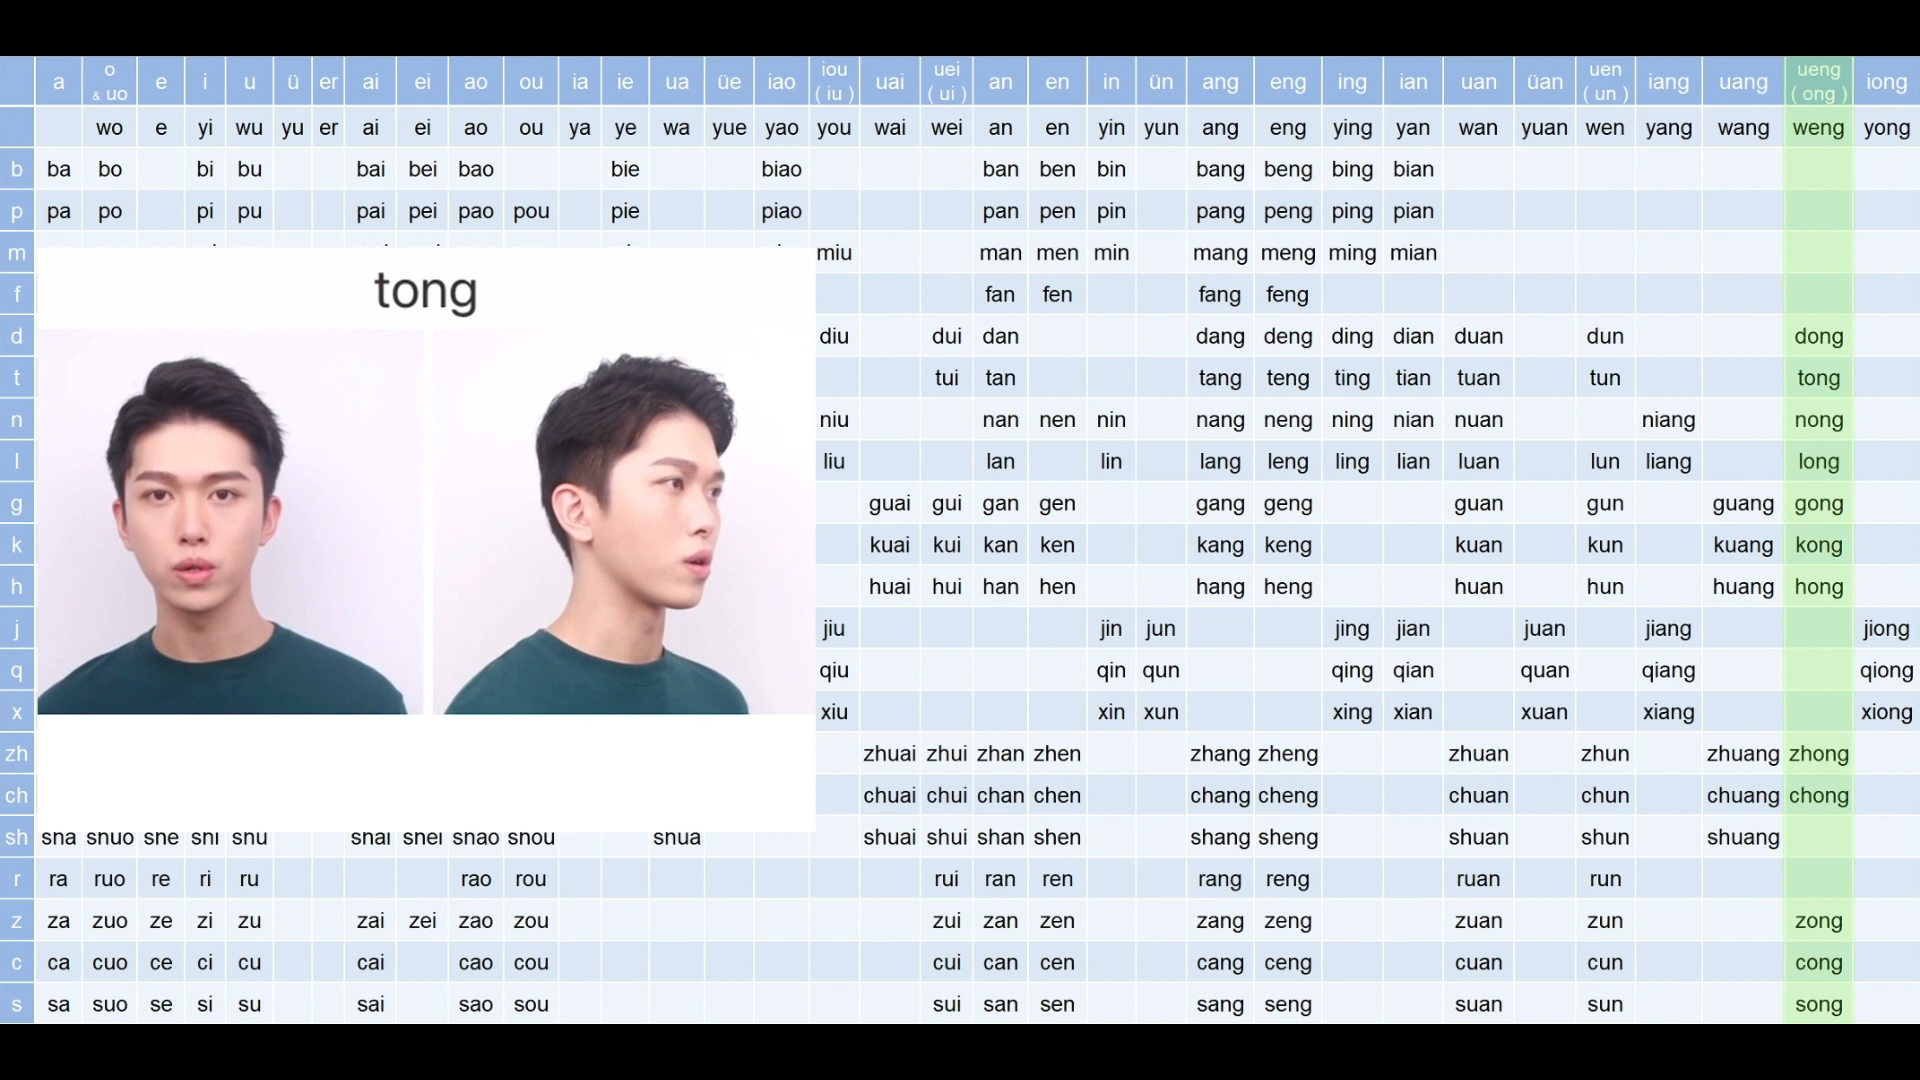 a o & uo e i u ü er ai ei ao ou ia ie ua üe iao iou ( iu ) uai uei ( ui ) an en in ün ang eng ing ian uan üan uen ( un ) iang uang ueng ( ong ) iong
wo e yi wu yu er ai ei ao ou ya ye wa yue yao you wai wei an en yin yun ang eng ying yan wan yuan wen yang wang weng yong
b ba bo bi bu bai bei bao bie biao ban ben bin bang beng bing bian
p pa po pi pu pai pei pao pou pie piao pan pen pin pang peng ping pian
m miu man men min mang meng ming mian
tong
f fan fen fang feng
d diu dui dan dang deng ding dian duan dun dong
t tui tan tang teng ting tian tuan tun tong
n niu nan nen nin nang neng ning nian nuan niang nong
l liu lan lin lang leng ling lian luan lun liang long
g guai gui gan gen gang geng guan gun guang gong
k kuai kui kan ken kang keng kuan kun kuang kong
h huai hui han hen hang heng huan hun huang hong
j jiu jin jun jing jian juan jiang jiong
q qiu qin qun qing qian quan qiang qiong
x xiu xin xun xing xian xuan xiang xiong
zh zhuai zhui zhan zhen zhang zheng zhuan zhun zhuang zhong
ch chuai chui chan chen chang cheng chuan chun chuang chong
sh sha shuo she shi shu shai shei shao shou shua shuai shui shan shen shang sheng shuan shun shuang
r ra ruo re ri ru rao rou rui ran ren rang reng ruan run
z za zuo ze zi zu zai zei zao zou zui zan zen zang zeng zuan zun zong
c ca cuo ce ci cu cai cao cou cui can cen cang ceng cuan cun cong
s sa suo se si su sai sao sou sui san sen sang seng suan sun song